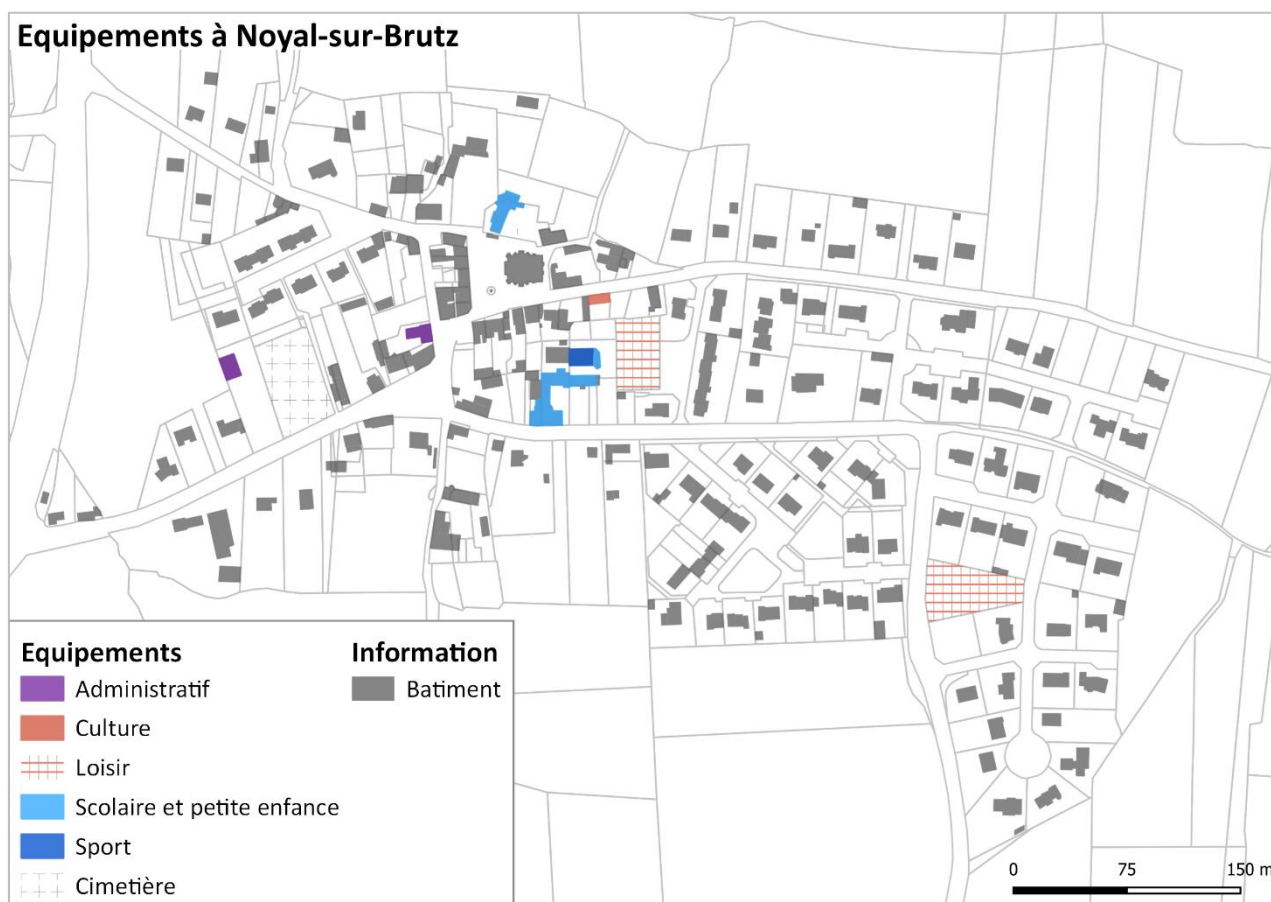 Equipements à Noyal-sur-Brutz
Equipements
Administratif
Culture
Loisir
Scolaire et petite enfance
Sport
Cimetière
Information
Batiment
0 75 150 m